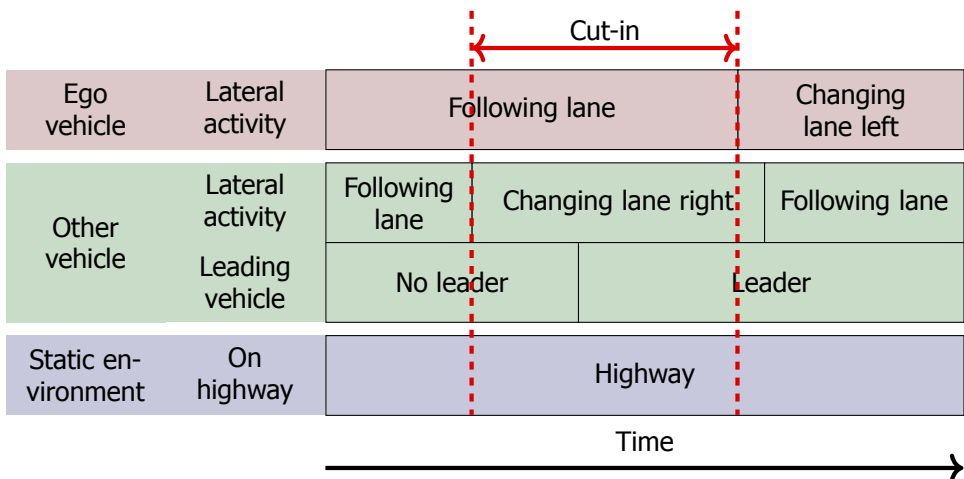 Cut-in
Ego
vehicle
Lateral
activity
Following lane
Changing
lane left
Other
vehicle
Lateral
activity
Following
lane
Changing lane right
Following lane
Leading
vehicle
No leader
Leader
Static en-
vironment
On
highway
Highway
Time